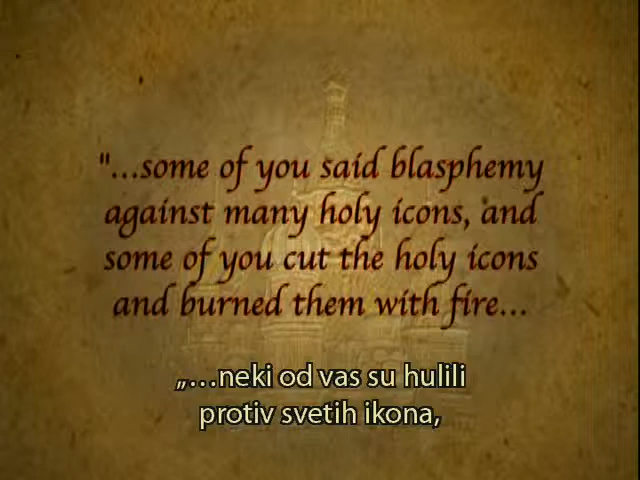 "...some of you said blasphemy
against many holy icons, and
some of you cut the holy icons
and burned them with fire...
„...neki od vas su hulili
protiv svetih ikona,